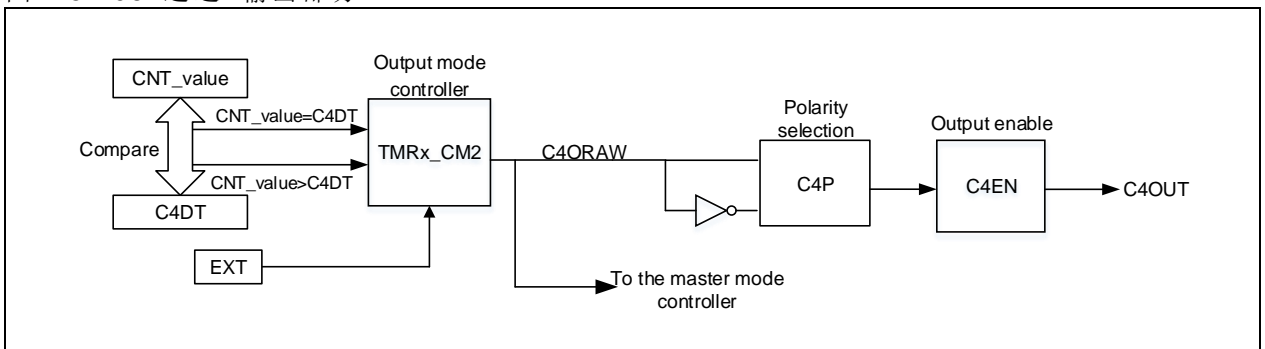 CNT_value
Compare
C4DT
CNT_value=C4DT
CNT_value>C4DT
EXT
Output mode
controller
TMRx_CM2
C4ORAW
To the master mode
controller
Polarity
selection
C4P
Output enable
C4EN
C4OUT